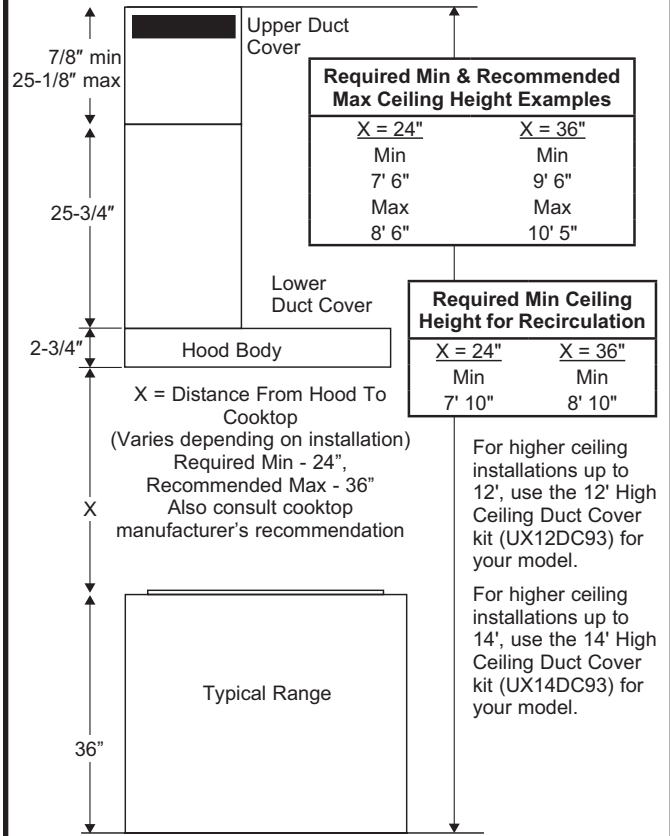 Upper Duct
Cover
7/8" min
25-1/8" max
Required Min & Recommended
Max Ceiling Height Examples
X = 24" X = 36"
Min Min
7' 6" 9' 6"
Max Max
8' 6" 10' 5"
25-3/4"
Lower
Duct Cover
Required Min Ceiling
Height for Recirculation
X = 24" X = 36"
Min Min
7' 10" 8' 10"
2-3/4"
Hood Body
X = Distance From Hood To
Cooktop
(Varies depending on installation)
Required Min - 24”,
Recommended Max - 36”
Also consult cooktop
manufacturer’s recommendation
X
For higher ceiling
installations up to
12', use the 12' High
Ceiling Duct Cover
kit (UX12DC93) for
your model.
For higher ceiling
installations up to
14', use the 14' High
Ceiling Duct Cover
kit (UX14DC93) for
your model.
Typical Range
36”